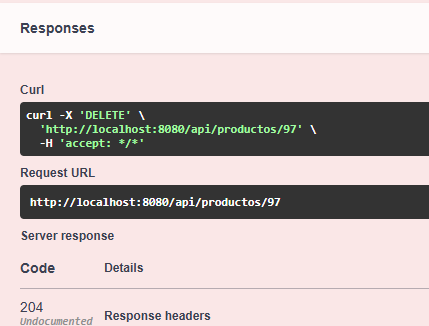 Responses
Curl
curl -X 'DELETE' \
'http://localhost:8080/api/productos/97' \
-H 'accept: */*'
Request URL
http://localhost:8080/api/productos/97
Server response
Code Details
204
Undocumented Response headers